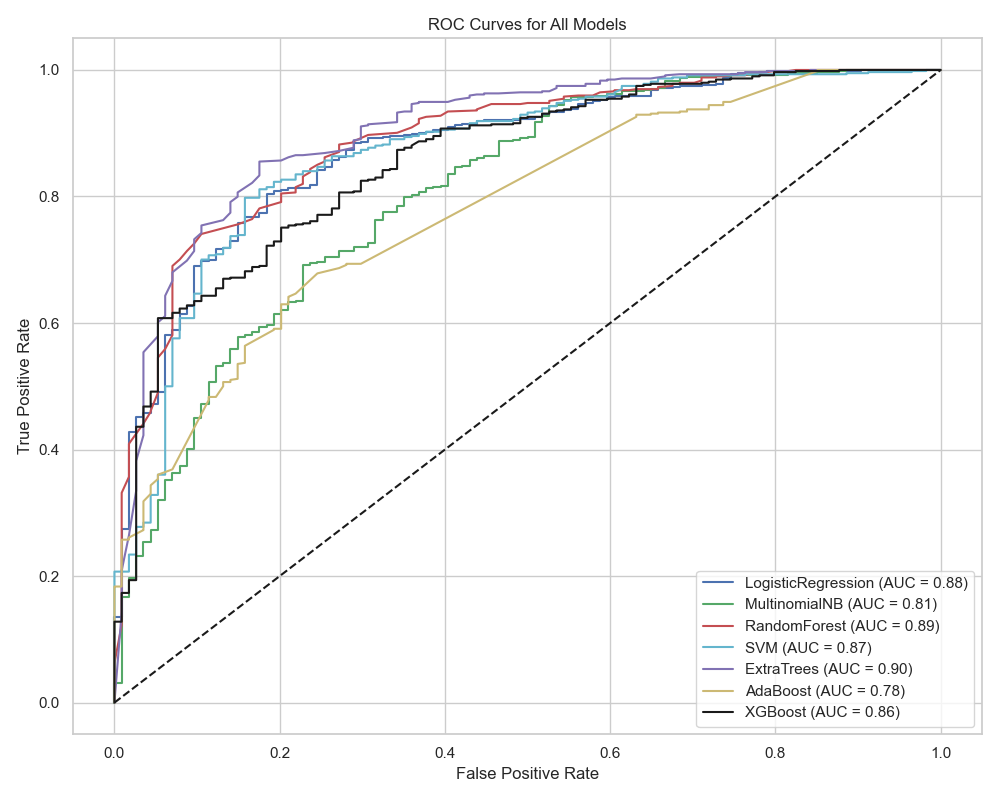 ROC Curves for All Models
True Positive Rate
1.0
0.8
0.6
0.4
0.2
0.0
LogisticRegression (AUC = 0.88)
MultinomialNB (AUC = 0.81)
RandomForest (AUC = 0.89)
SVM (AUC = 0.87)
ExtraTrees (AUC = 0.90)
AdaBoost (AUC = 0.78)
XGBoost (AUC = 0.86)
0.0 0.2 0.4 0.6 0.8 1.0
False Positive Rate